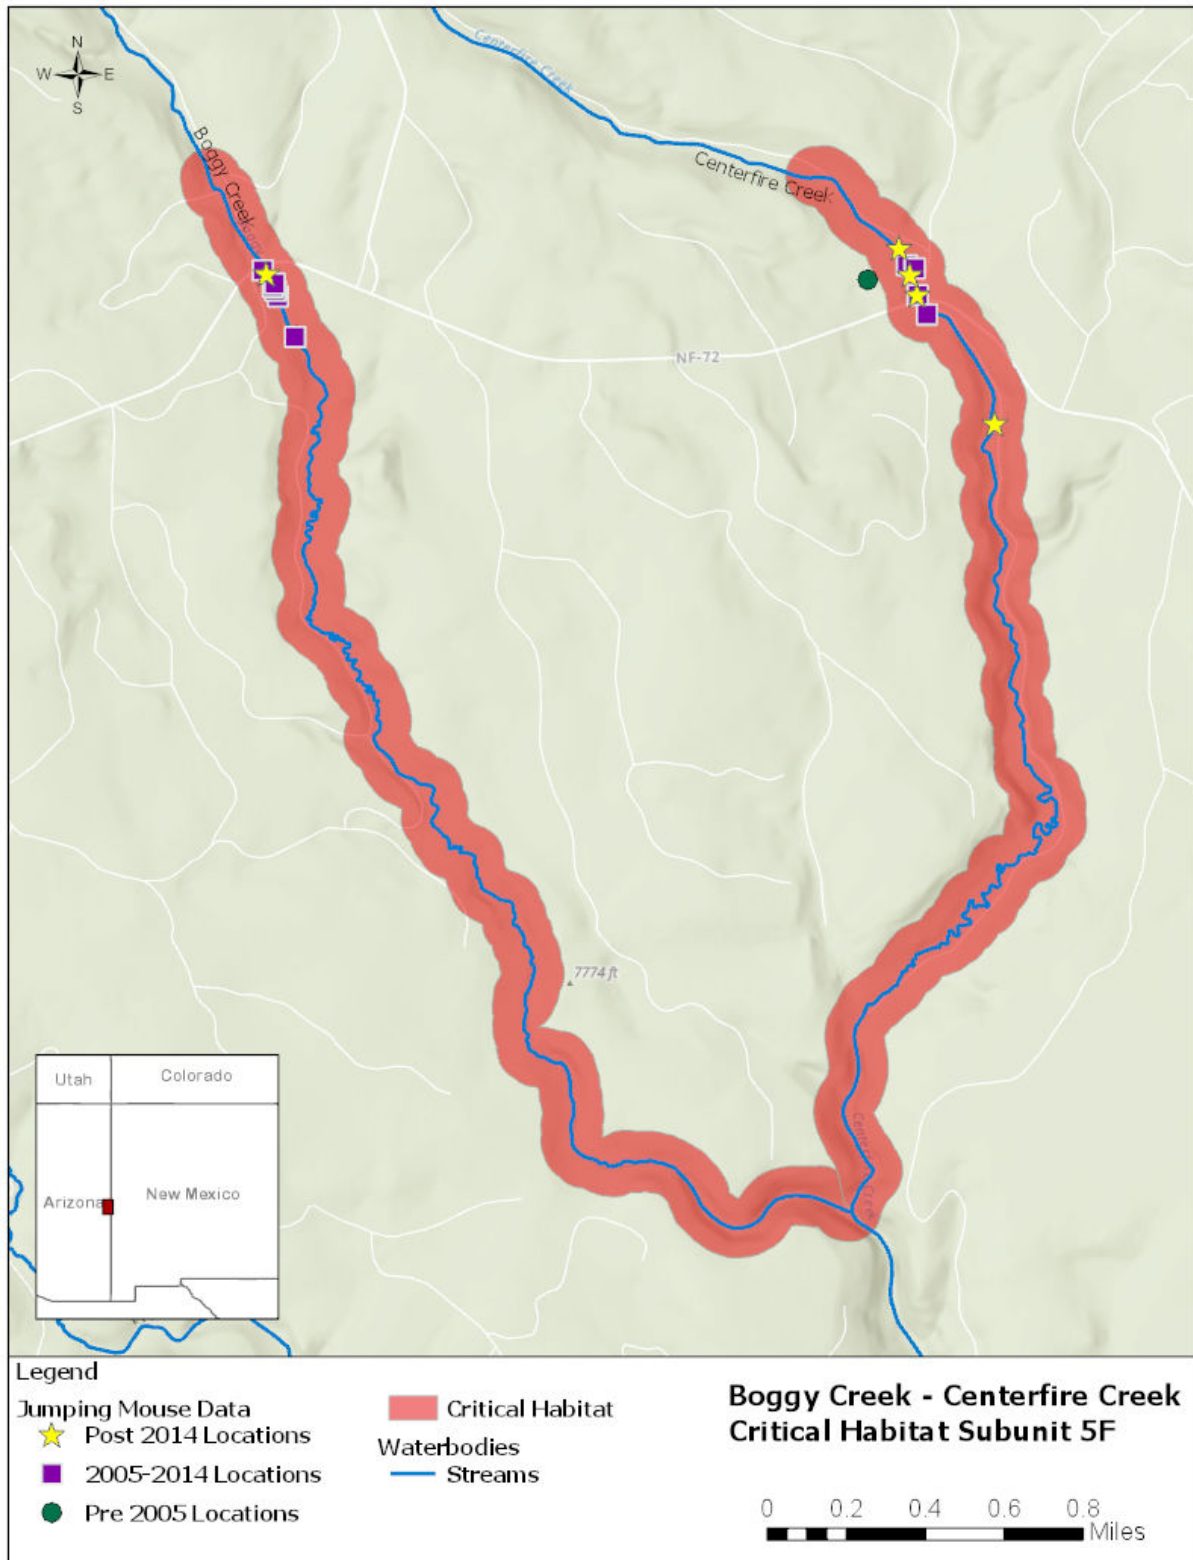 N
W E
S
Centerfire Creek
Boggy Creek
Centerfire Creek
NF-72
7774 ft
Utah
Colorado
Arizona
New Mexico
Legend
Jumping Mouse Data
Post 2014 Locations
2005-2014 Locations
Pre 2005 Locations
Critical Habitat
Waterbodies
Streams
Boggy Creek - Centerfire Creek
Critical Habitat Subunit 5F
0 0.2 0.4 0.6 0.8
Miles